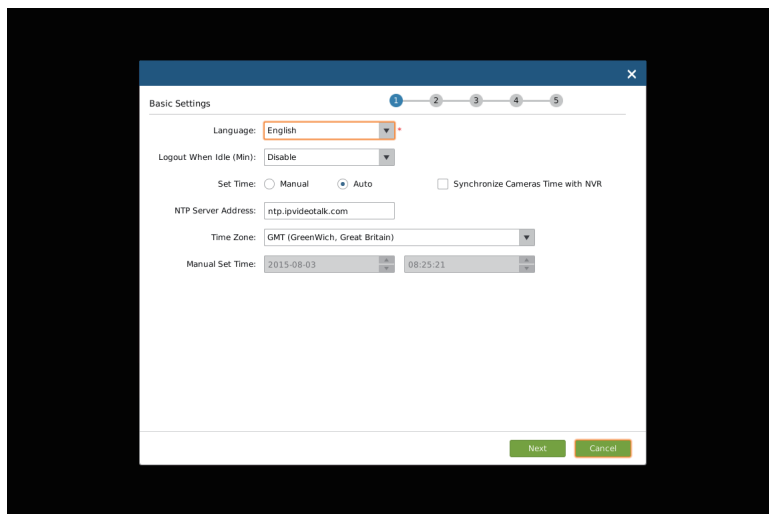 Basic Settings 1 2 3 4 5
Language: English *
Logout When Idle (Min): Disable
Set Time: Manual Auto Synchronize Cameras Time with NVR
NTP Server Address: ntp.ipvideotalk.com
Time Zone: GMT (GreenWich, Great Britain)
Manual Set Time: 2015-08-03 08:25:21
Next Cancel